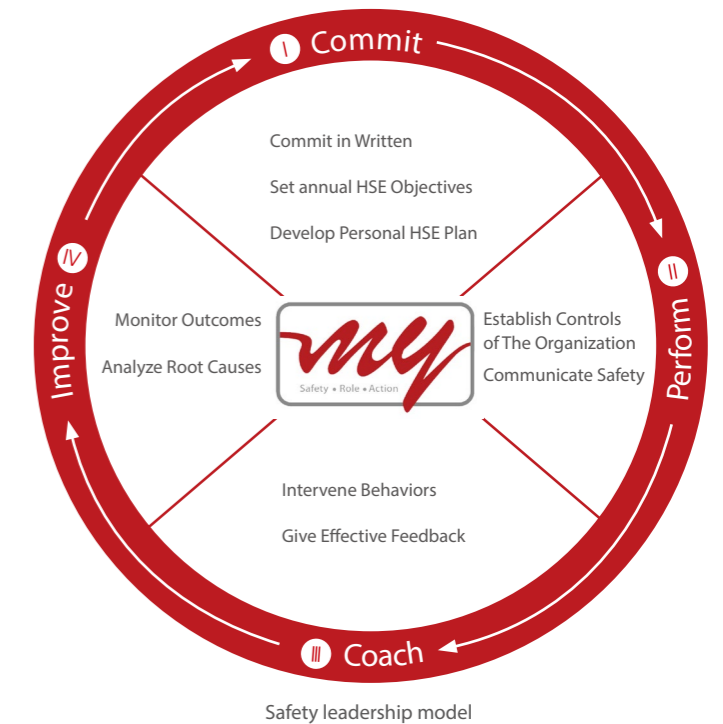 I Commit
Commit in Written
Set annual HSE Objectives
Develop Personal HSE Plan
II Perform
Establish Controls
of The Organization
Communicate Safety
III Coach
Intervene Behaviors
Give Effective Feedback
IV Improve
Monitor Outcomes
Analyze Root Causes
my
Safety • Role • Action
Safety leadership model